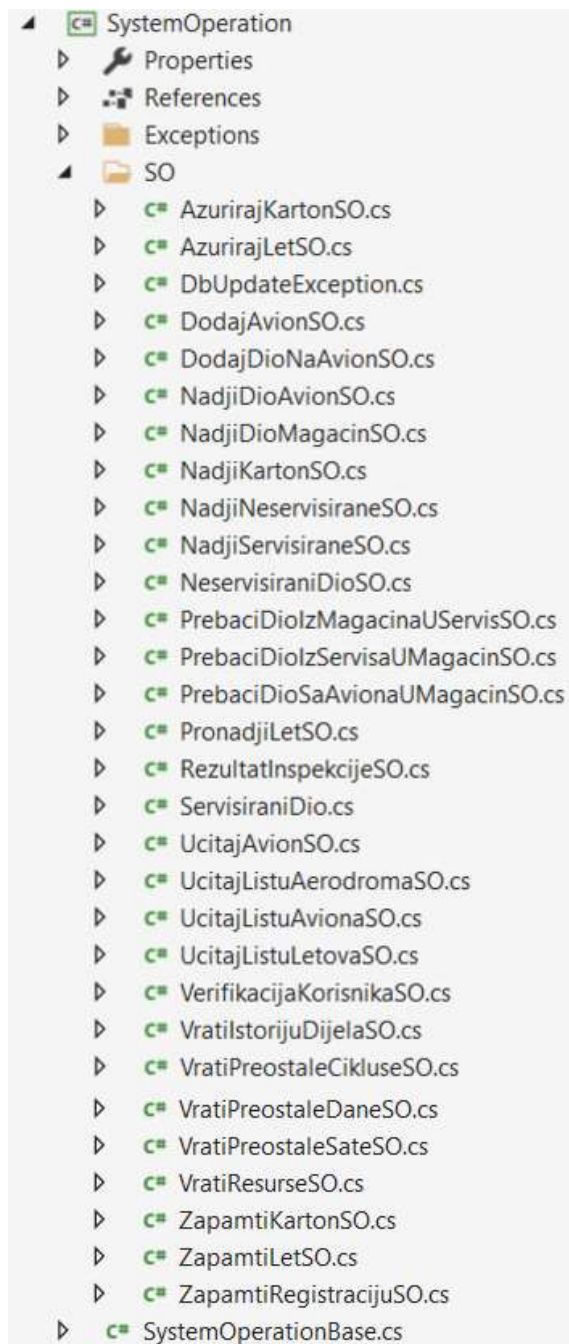 C# SystemOperation
Properties
References
Exceptions
SO
C# AzurirajKartonSO.cs
C# AzurirajLetSO.cs
C# DbUpdateException.cs
C# DodajAvionSO.cs
C# DodajDioNaAvionSO.cs
C# NadjiDioAvionSO.cs
C# NadjiDioMagacinSO.cs
C# NadjiKartonSO.cs
C# NadjiNeservisiraneSO.cs
C# NadjiServisiraneSO.cs
C# NeservisiraniDioSO.cs
C# PrebaciDioIzMagacinaUServisSO.cs
C# PrebaciDioIzServisaUMagacinSO.cs
C# PrebaciDioSaAvionaUMagacinSO.cs
C# PronadjiLetSO.cs
C# RezultatInspekcijeSO.cs
C# ServisiraniDio.cs
C# UcitajAvionSO.cs
C# UcitajListuAerodromaSO.cs
C# UcitajListuAvionaSO.cs
C# UcitajListuLetovaSO.cs
C# VerifikacijaKorisnikaSO.cs
C# VratiIstorijuDijelaSO.cs
C# VratiPreostaleCikluseSO.cs
C# VratiPreostaleDaneSO.cs
C# VratiPreostaleSateSO.cs
C# VratiResurseSO.cs
C# ZapamtiKartonSO.cs
C# ZapamtiLetSO.cs
C# ZapamtiRegistracijuSO.cs
C# SystemOperationBase.cs